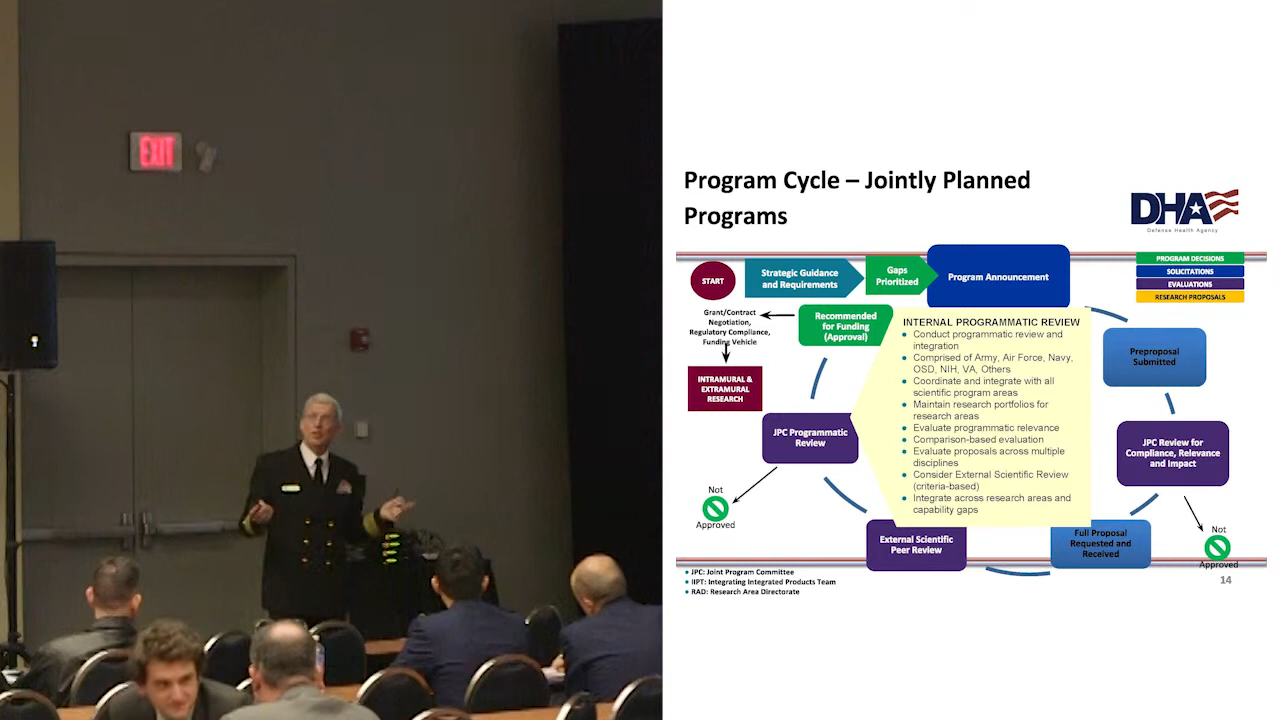 EXIT
Program Cycle – Jointly Planned
Programs
DHA
Defense Health Agency
PROGRAM DECISIONS
SOLICITATIONS
EVALUATIONS
RESEARCH PROPOSALS
START
Strategic Guidance
and Requirements
Gaps
Prioritized
Program Announcement
Grant/Contract
Negotiation,
Regulatory Compliance,
Funding Vehicle
Recommended
for Funding
(Approval)
INTERNAL PROGRAMMATIC REVIEW
• Conduct programmatic review and
integration
• Comprised of Army, Air Force, Navy,
OSD, NIH, VA, Others
• Coordinate and integrate with all
scientific program areas
• Maintain research portfolios for
research areas
• Evaluate programmatic relevance
• Comparison-based evaluation
• Evaluate proposals across multiple
disciplines
• Consider External Scientific Review
(criteria-based)
• Integrate across research areas and
capability gaps
Preproposal
Submitted
INTRAMURAL &
EXTRAMURAL
RESEARCH
JPC Programmatic
Review
JPC Review for
Compliance, Relevance
and Impact
Not
Approved
External Scientific
Peer Review
Full Proposal
Requested and
Received
Not
Approved
• JPC: Joint Program Committee
• IIPT: Integrating Integrated Products Team
• RAD: Research Area Directorate
14